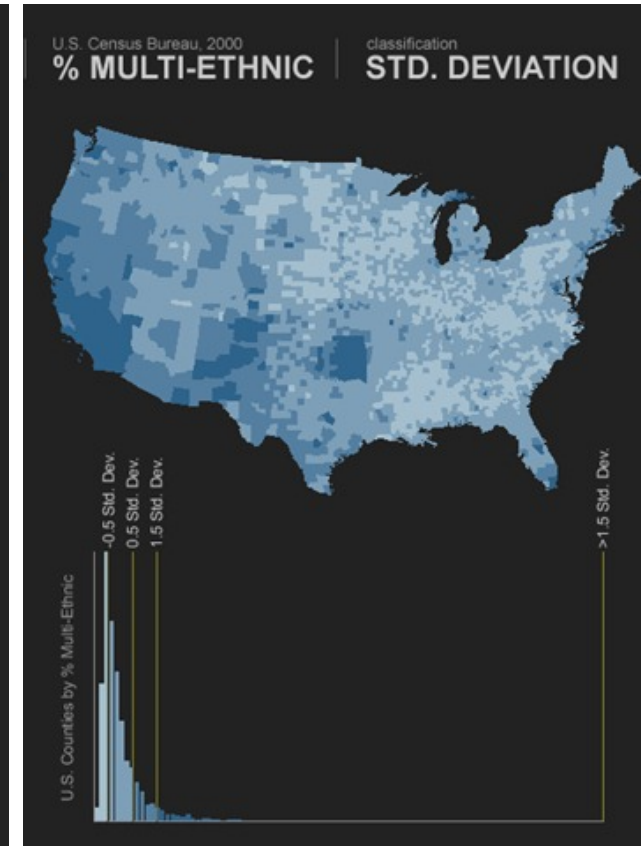 U.S. Census Bureau, 2000
% MULTI-ETHNIC
classification
STD. DEVIATION
-0.5 Std. Dev.
0.5 Std. Dev.
1.5 Std. Dev.
>1.5 Std. Dev.
U.S. Counties by % Multi-Ethnic